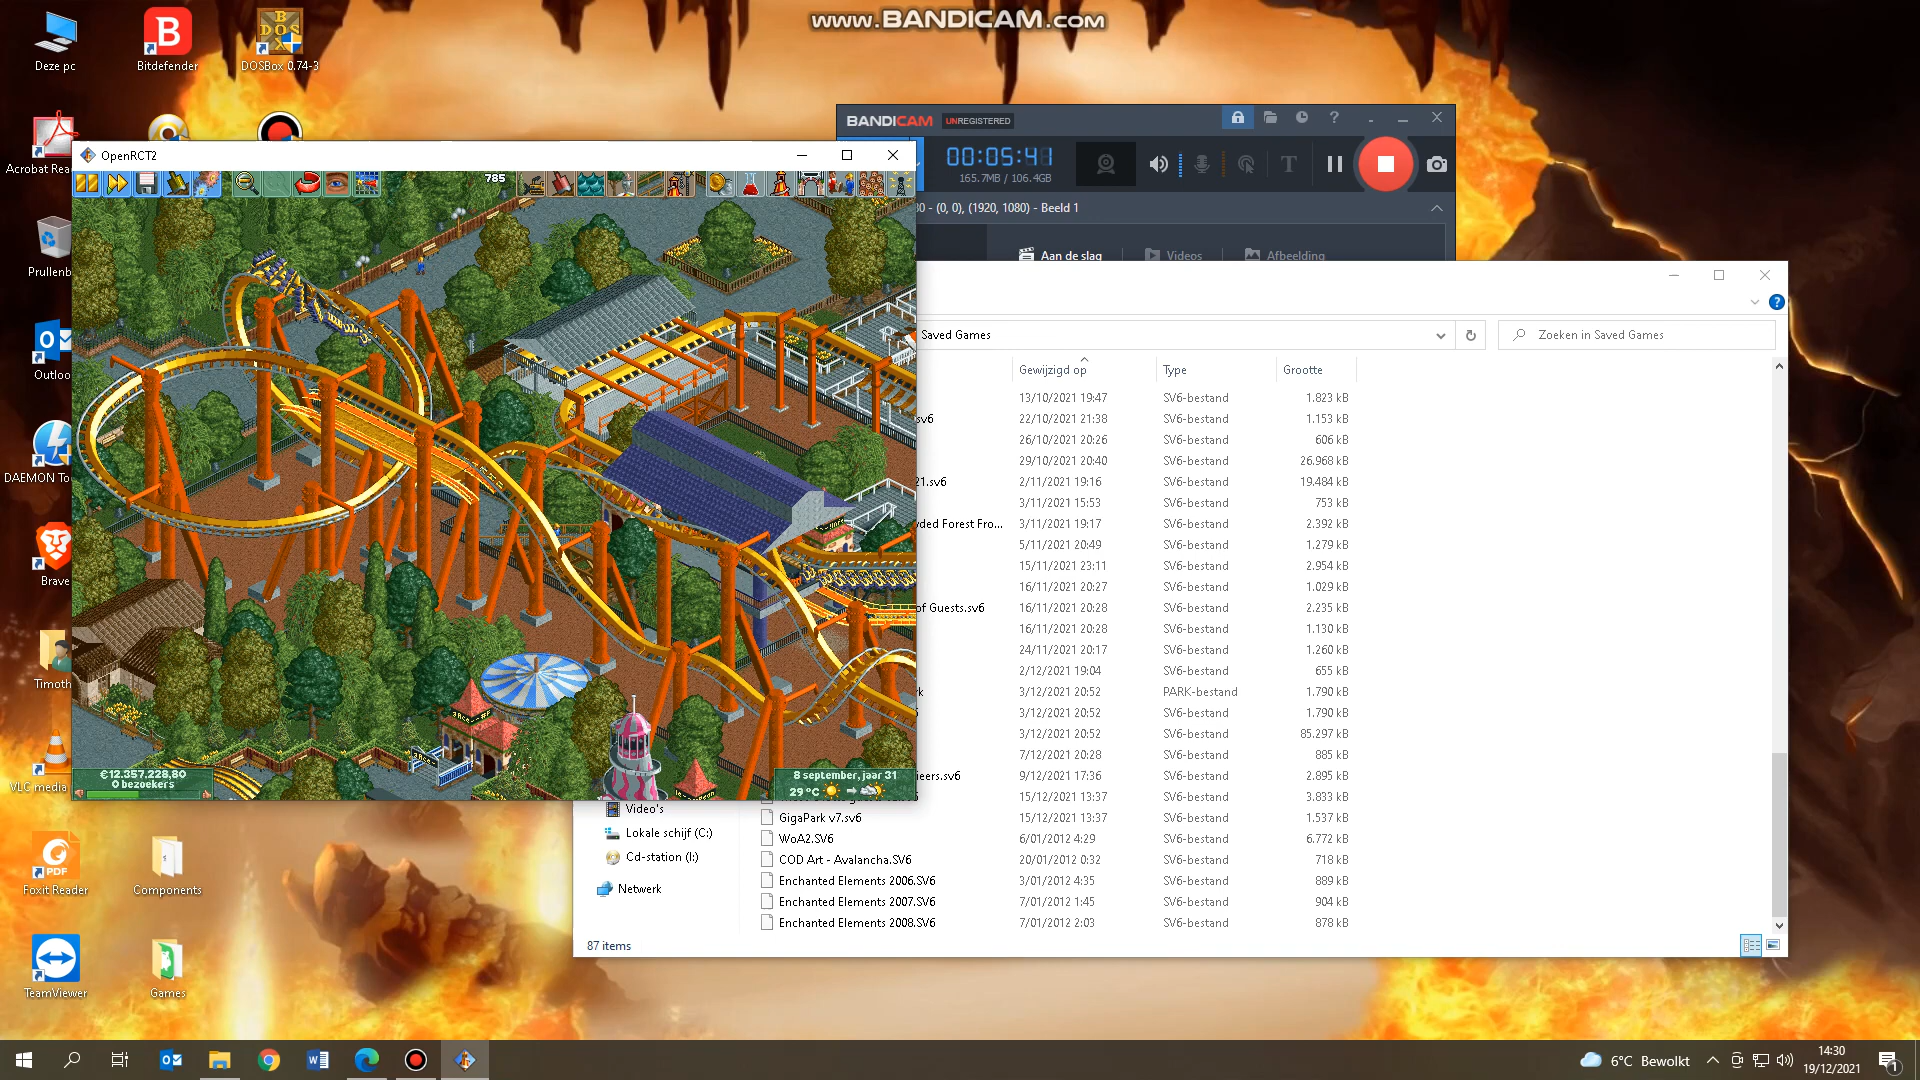 www.BANDICAM.com
Deze pc
Bitdefender
DOSBox 0.74-3
Acrobat Rea
Prullenb
Outloo
DAEMON To
Brave
Timoth
VLC media
Foxit Reader
Components
TeamViewer
Games
BANDICAM UNREGISTERED
00:05:41
165.7MB / 106.4GB
0 - (0, 0), (1920, 1080) - Beeld 1
Aan de slag
Videos
Afbeelding
OpenRCT2
785
€12.357.228,80
0 bezoekers
8 september, jaar 31
29 °C
Saved Games
Zoeken in Saved Games
Gewijzigd op Type Grootte
13/10/2021 19:47 SV6-bestand 1.823 kB
sv6 22/10/2021 21:38 SV6-bestand 1.153 kB
26/10/2021 20:26 SV6-bestand 606 kB
29/10/2021 20:40 SV6-bestand 26.968 kB
21.sv6 2/11/2021 19:16 SV6-bestand 19.484 kB
3/11/2021 15:53 SV6-bestand 753 kB
ded Forest Fro... 3/11/2021 19:17 SV6-bestand 2.392 kB
5/11/2021 20:49 SV6-bestand 1.279 kB
15/11/2021 23:11 SV6-bestand 2.954 kB
16/11/2021 20:27 SV6-bestand 1.029 kB
of Guests.sv6 16/11/2021 20:28 SV6-bestand 2.235 kB
16/11/2021 20:28 SV6-bestand 1.130 kB
24/11/2021 20:17 SV6-bestand 1.260 kB
2/12/2021 19:04 SV6-bestand 655 kB
rk 3/12/2021 20:52 PARK-bestand 1.790 kB
3/12/2021 20:52 SV6-bestand 1.790 kB
3/12/2021 20:52 SV6-bestand 85.297 kB
7/12/2021 20:28 SV6-bestand 885 kB
eers.sv6 9/12/2021 17:36 SV6-bestand 2.895 kB
15/12/2021 13:37 SV6-bestand 3.833 kB
GigaPark v7.sv6 15/12/2021 13:37 SV6-bestand 1.537 kB
WoA2.SV6 6/01/2012 4:29 SV6-bestand 6.772 kB
COD Art - Avalancha.SV6 20/01/2012 0:32 SV6-bestand 718 kB
Enchanted Elements 2006.SV6 3/01/2012 4:35 SV6-bestand 889 kB
Enchanted Elements 2007.SV6 7/01/2012 1:45 SV6-bestand 904 kB
Enchanted Elements 2008.SV6 7/01/2012 2:03 SV6-bestand 878 kB
Video's
Lokale schijf (C:)
Cd-station (I:)
Netwerk
87 items
6°C Bewolkt
14:30
19/12/2021
1